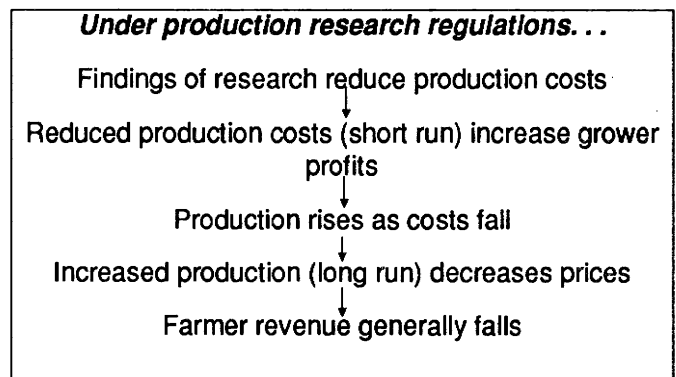 Under production research regulations. . .
Findings of research reduce production costs
Reduced production costs (short run) increase grower
profits
Production rises as costs fall
Increased production (long run) decreases prices
Farmer revenue generally falls